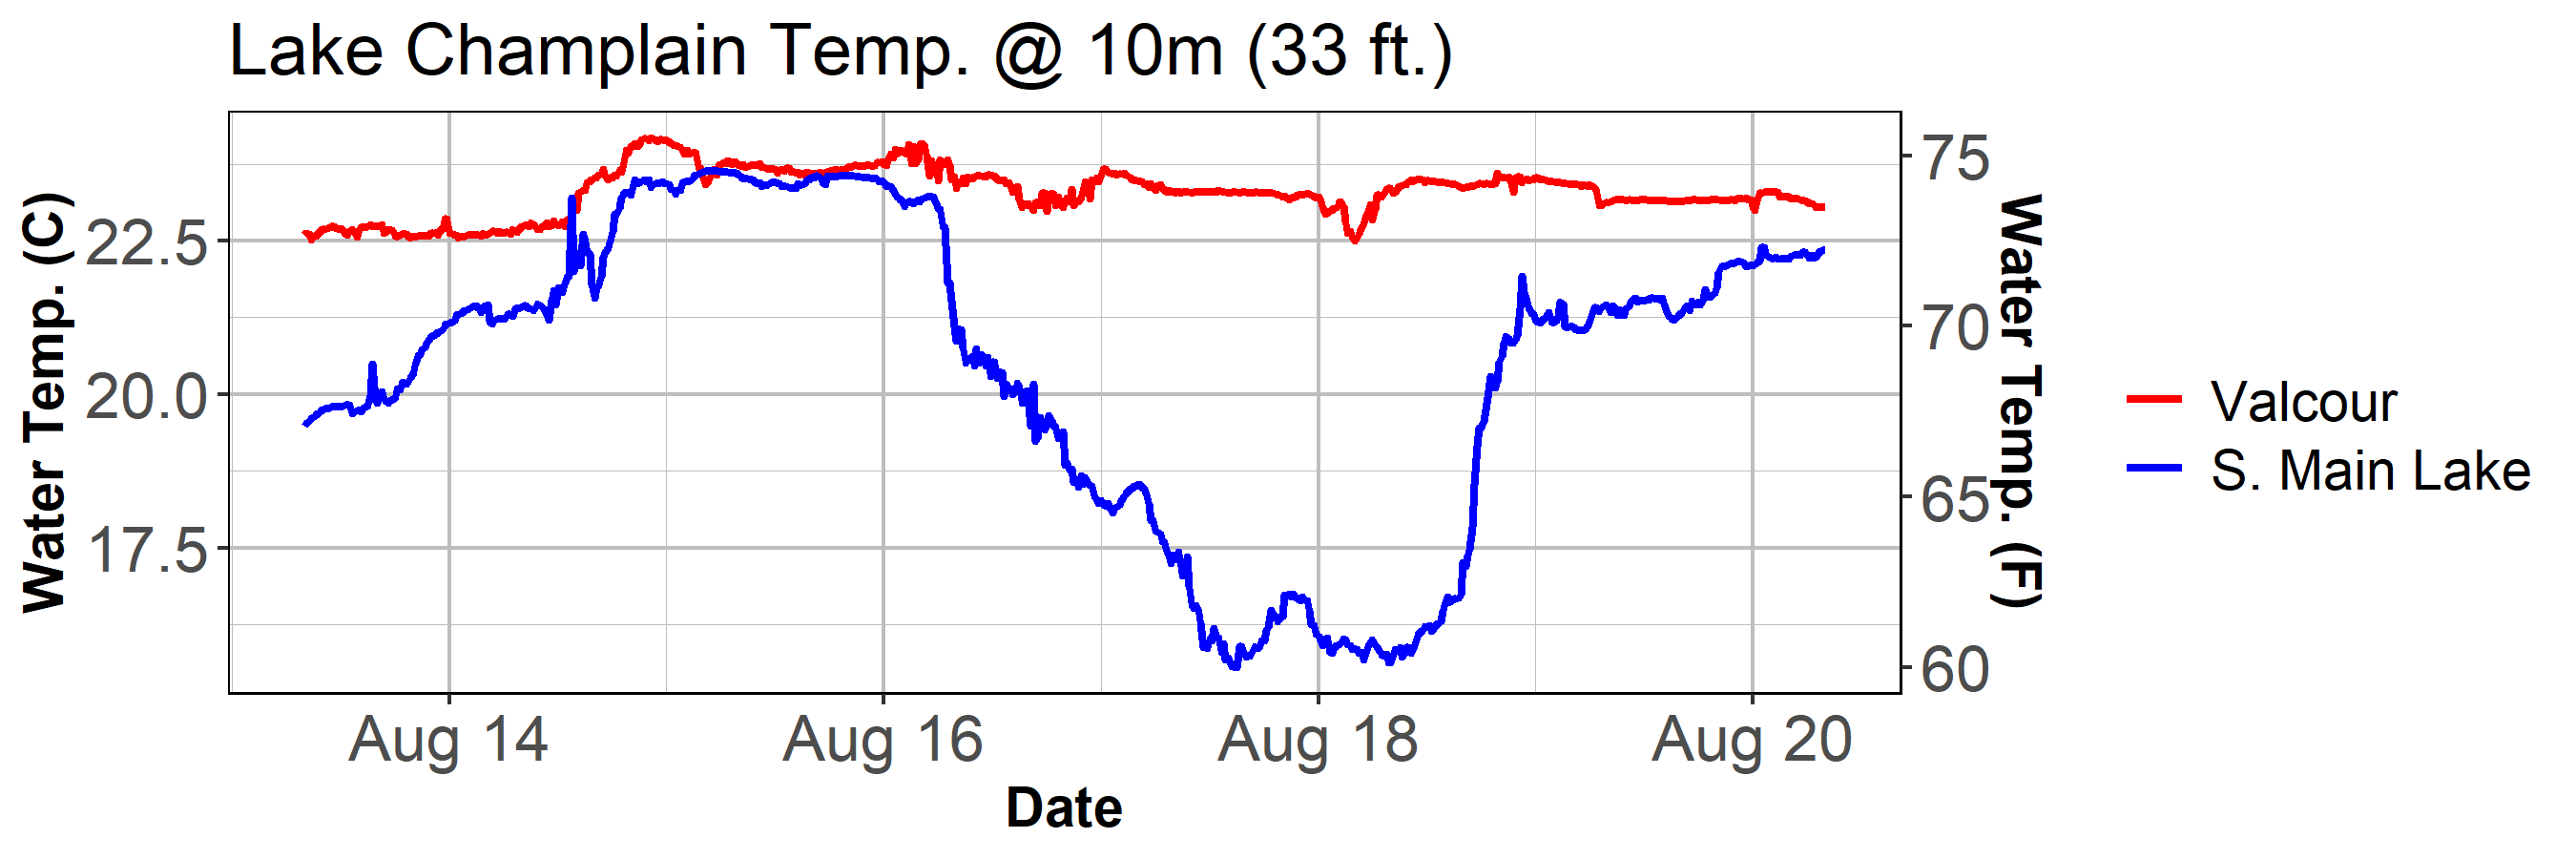 Lake Champlain Temp. @ 10m (33 ft.)
Water Temp. (C)
22.5
20.0
17.5
75
70
65
60
Water Temp. (F)
Aug 14
Aug 16
Aug 18
Aug 20
Date
Valcour
S. Main Lake